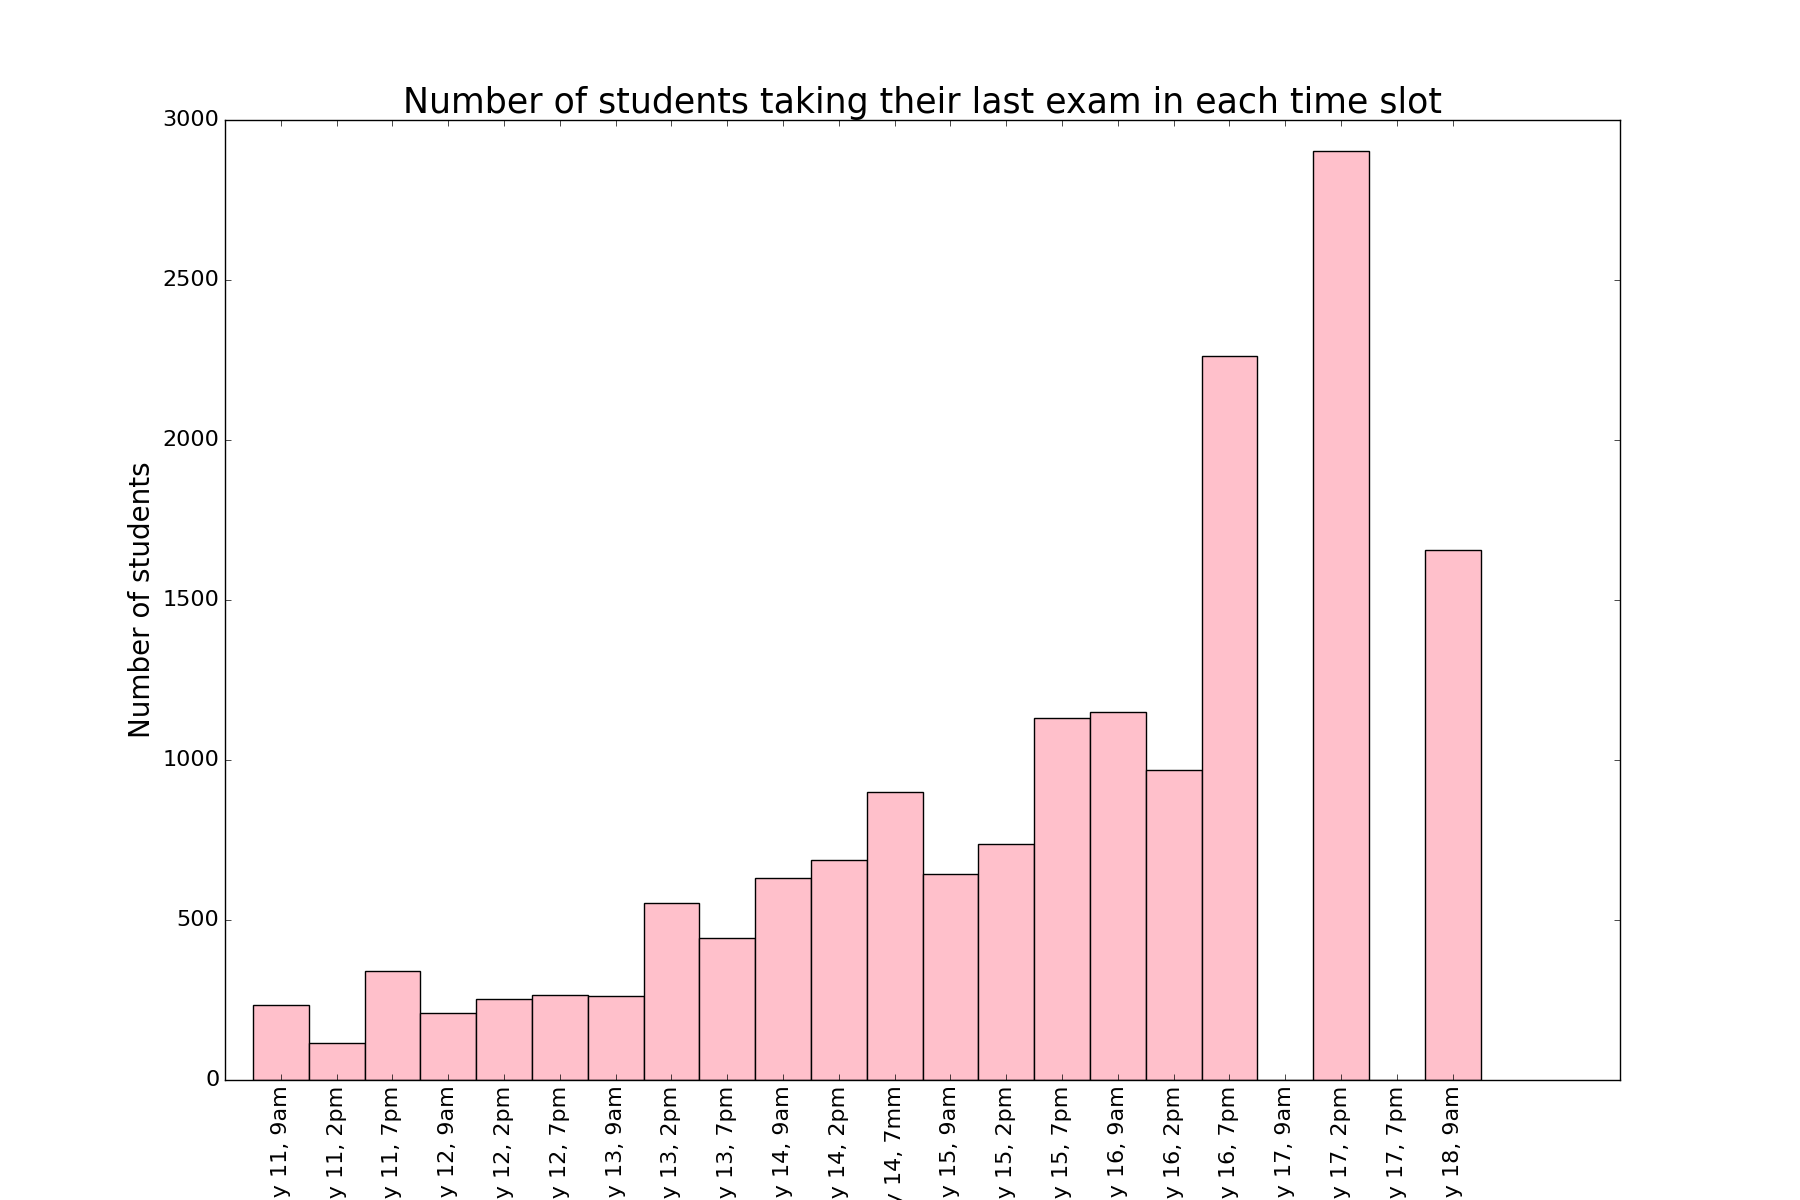 Number of students taking their last exam in each time slot
Number of students
3000
2500
2000
1500
1000
500
0
y 11, 9am
y 11, 2pm
y 11, 7pm
y 12, 9am
y 12, 2pm
y 12, 7pm
y 13, 9am
y 13, 2pm
y 13, 7pm
y 14, 9am
y 14, 2pm
y 14, 7mm
y 15, 9am
y 15, 2pm
y 15, 7pm
y 16, 9am
y 16, 2pm
y 16, 7pm
y 17, 9am
y 17, 2pm
y 17, 7pm
y 18, 9am